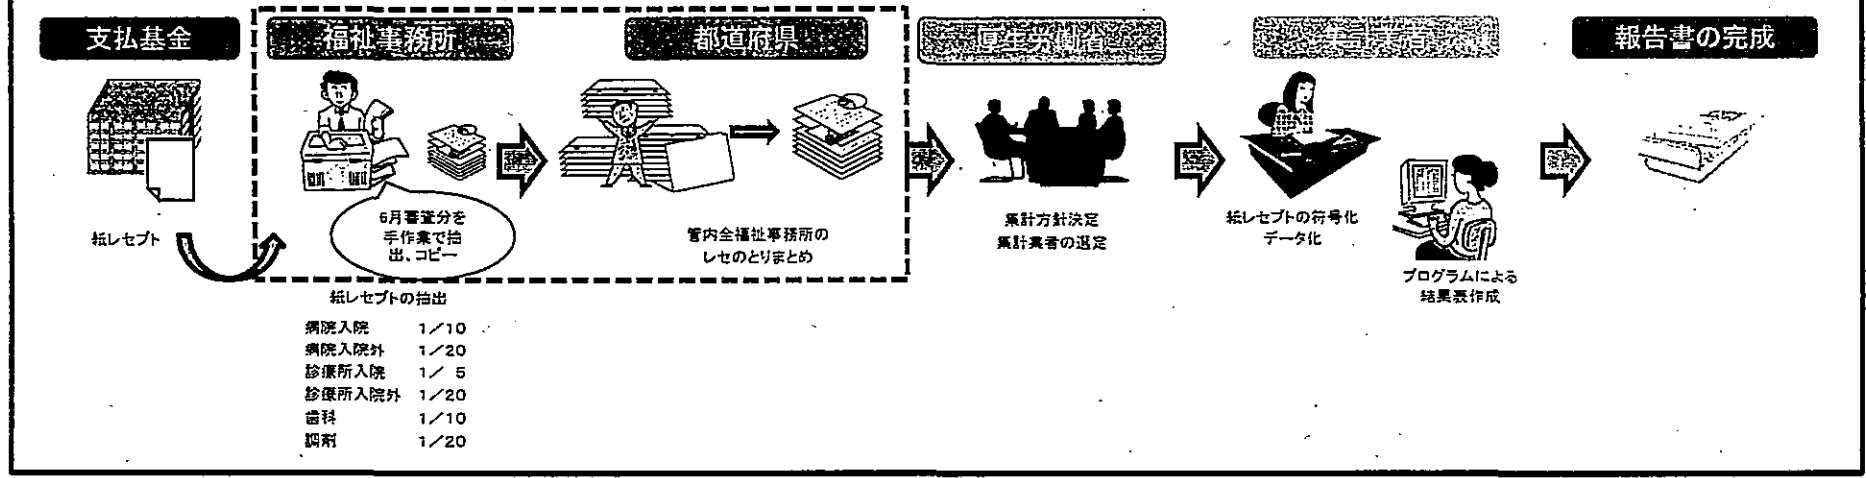 支払基金
福祉事務所
都道府県
厚生労働省
報告書の完成
紙レセプト
6月審査分を
手作業で抽
出、コピー
管内全福祉事務所の
レセのとりまとめ
集計方針決定
集計業者の選定
紙レセプトの符号化
データ化
プログラムによる
結果表作成
紙レセプトの抽出
病院入院 1/10
病院入院外 1/20
診療所入院 1/ 5
診療所入院外 1/20
歯科 1/10
調剤 1/20